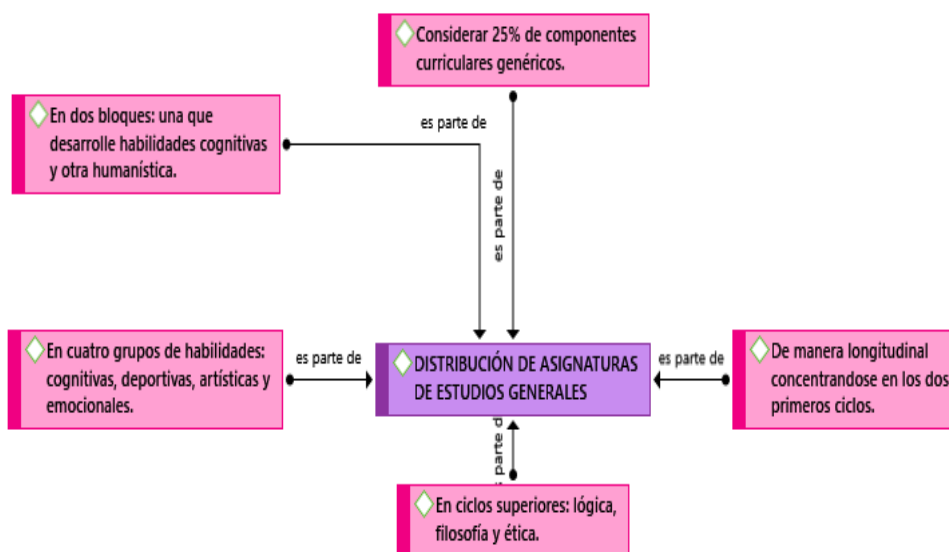 Considerar 25% de componentes
curriculares genéricos.
En dos bloques: una que
desarrolle habilidades cognitivas
y otra humanística.
es parte de
es parte de
En cuatro grupos de habilidades:
cognitivas, deportivas, artísticas y
emocionales.
es parte de
DISTRIBUCIÓN DE ASIGNATURAS
DE ESTUDIOS GENERALES
es parte de
De manera longitudinal
concentrandose en los dos
primeros ciclos.
es parte d
En ciclos superiores: lógica,
filosofía y ética.